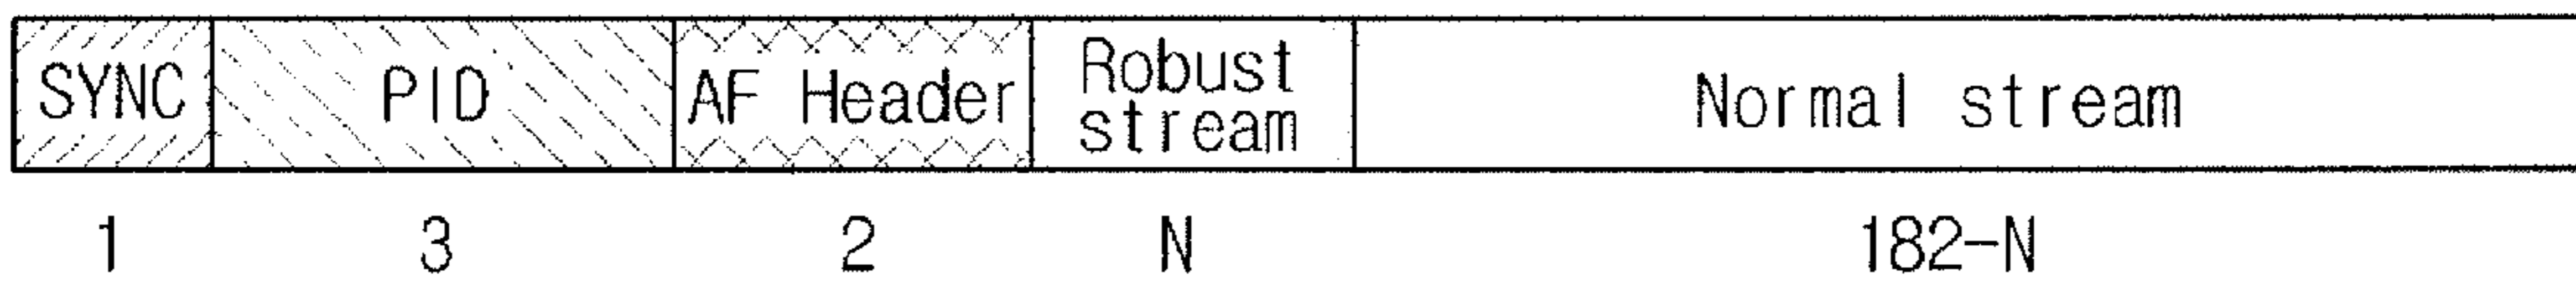 SYNC PID AF Header Robust stream Normal stream
1 3 2 N 182-N